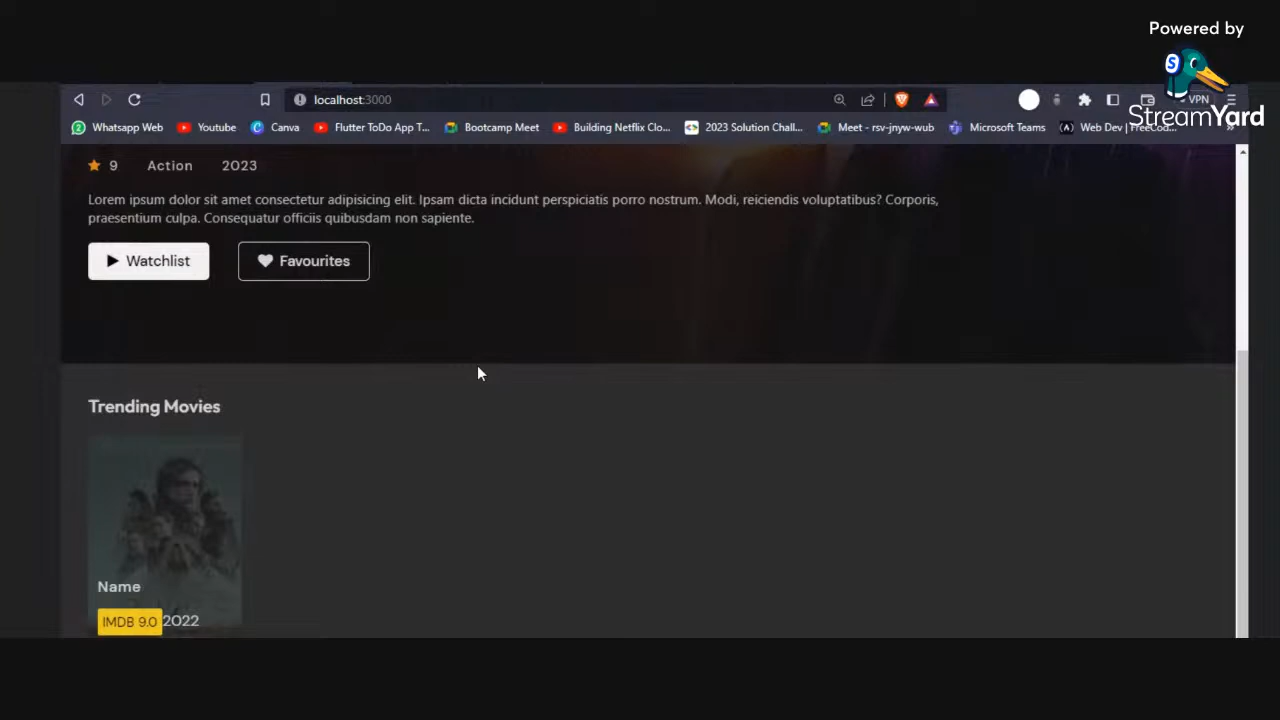 Powered by
StreamYard
localhost:3000
VPN
Whatsapp Web
Youtube
Canva
Flutter ToDo App T...
Bootcamp Meet
Building Netflix Clo...
2023 Solution Chall...
Meet - rsv-jnyw-wub
Microsoft Teams
Web Dev | FreeCod...
9 Action 2023
Lorem ipsum dolor sit amet consectetur adipisicing elit. Ipsam dicta incidunt perspiciatis porro nostrum. Modi, reiciendis voluptatibus? Corporis,
praesentium culpa. Consequatur officiis quibusdam non sapiente.
Watchlist
Favourites
Trending Movies
Name
IMDB 9.0 2022